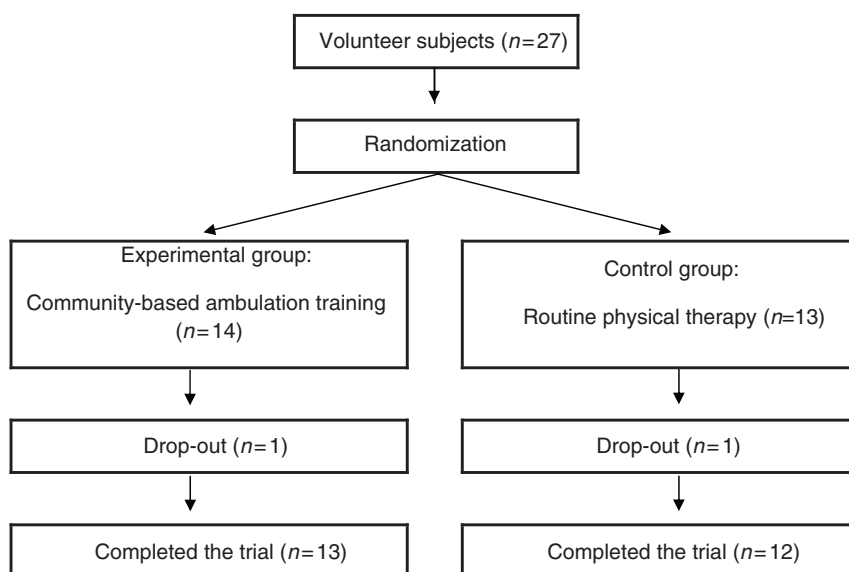 Volunteer subjects (n=27)
Randomization
Experimental group:
Community-based ambulation training
(n=14)
Control group:
Routine physical therapy (n=13)
Drop-out (n=1)
Drop-out (n=1)
Completed the trial (n=13)
Completed the trial (n=12)